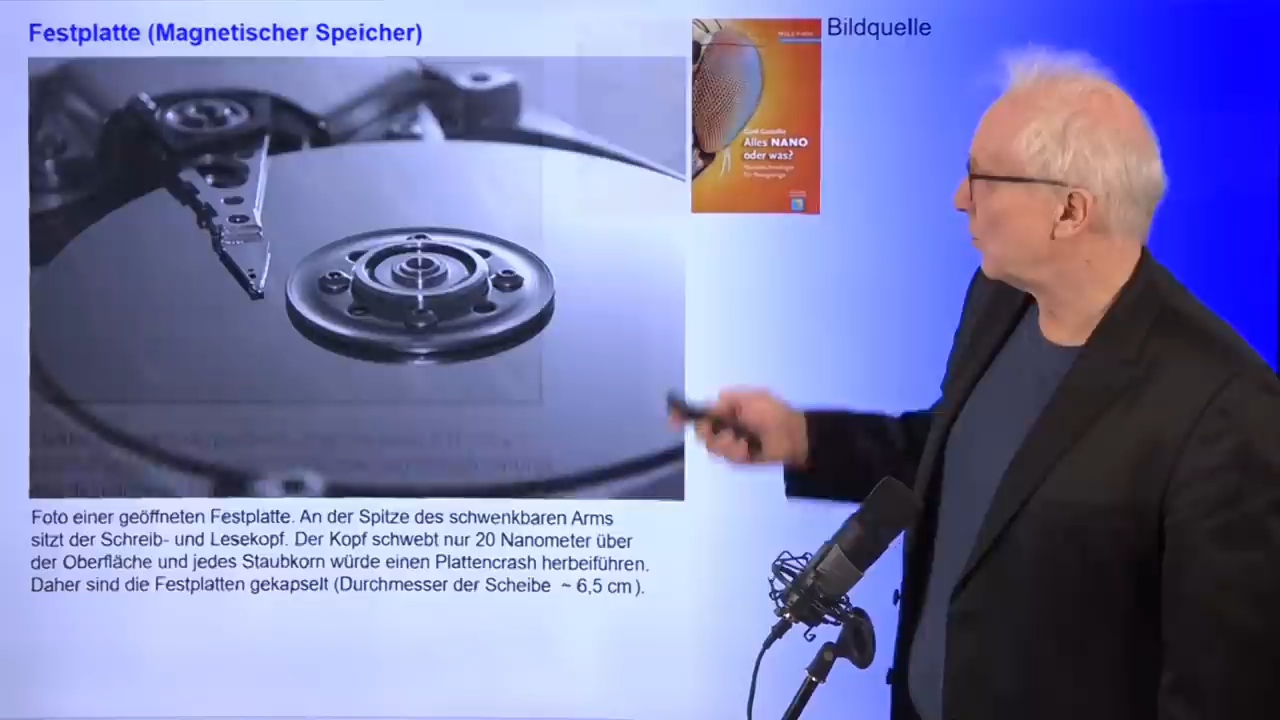 Festplatte (Magnetischer Speicher)
Bildquelle
Alles NANO
oder was?
Foto einer geöffneten Festplatte. An der Spitze des schwenkbaren Arms
sitzt der Schreib- und Lesekopf. Der Kopf schwebt nur 20 Nanometer über
der Oberfläche und jedes Staubkorn würde einen Plattencrash herbeiführen.
Daher sind die Festplatten gekapselt (Durchmesser der Scheibe ~ 6,5 cm).